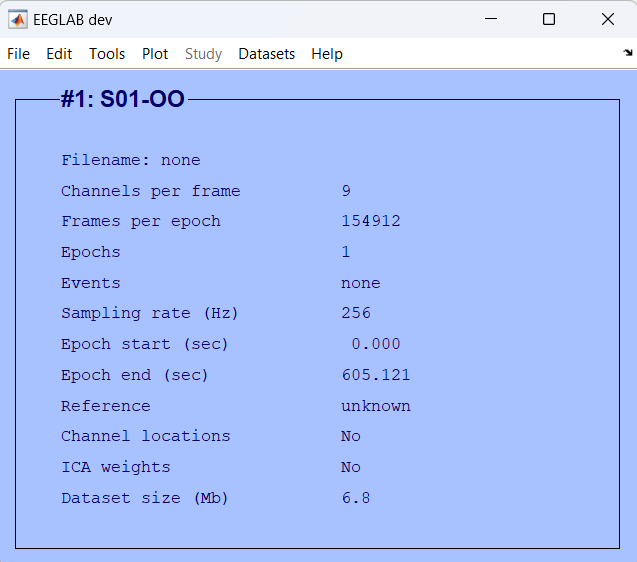 EEGLAB dev
File Edit Tools Plot Study Datasets Help
#1: S01-OO
Filename: none
Channels per frame 9
Frames per epoch 154912
Epochs 1
Events none
Sampling rate (Hz) 256
Epoch start (sec) 0.000
Epoch end (sec) 605.121
Reference unknown
Channel locations No
ICA weights No
Dataset size (Mb) 6.8